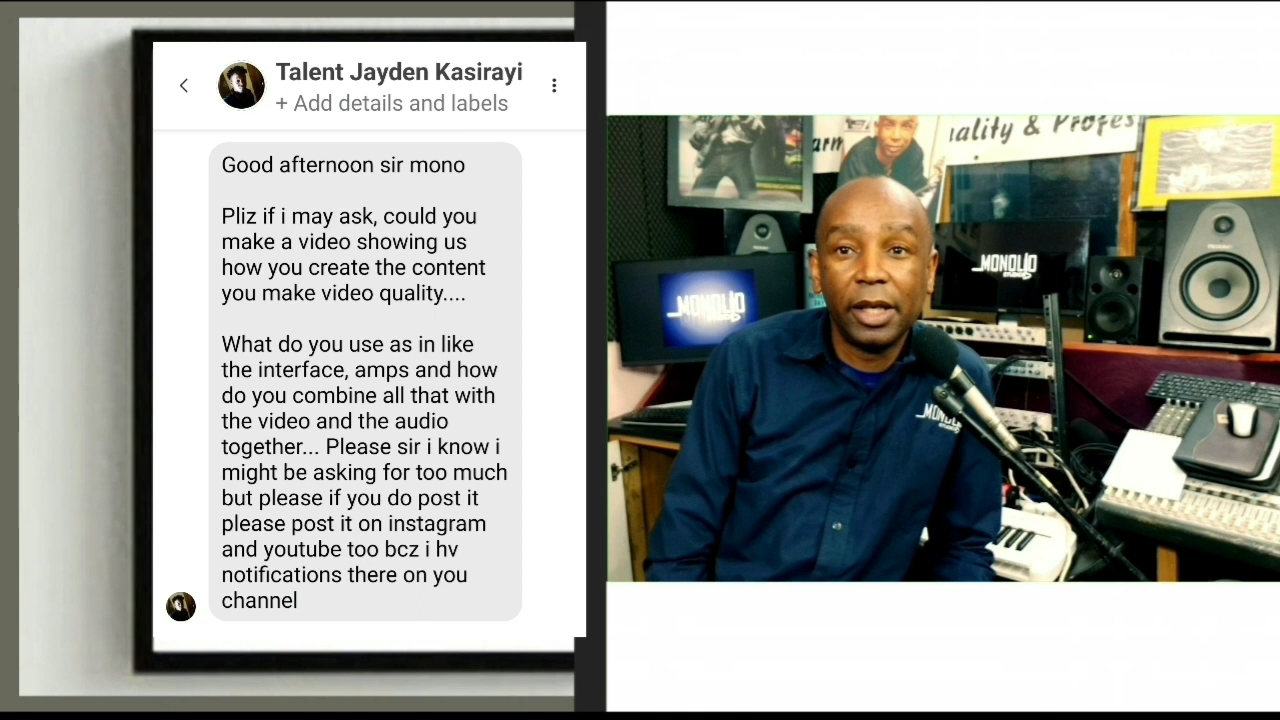 Talent Jayden Kasirayi
+ Add details and labels
Good afternoon sir mono
Pliz if i may ask, could you
make a video showing us
how you create the content
you make video quality....
What do you use as in like
the interface, amps and how
do you combine all that with
the video and the audio
together... Please sir i know i
might be asking for too much
but please if you do post it
please post it on instagram
and youtube too bcz i hv
notifications there on you
channel
ality & Profes
MONOLIO
MONOLIO